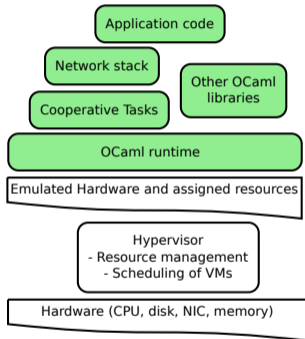 Application code
Network stack
Other OCaml
libraries
Cooperative Tasks
OCaml runtime
Emulated Hardware and assigned resources
Hypervisor
- Resource management
- Scheduling of VMs
Hardware (CPU, disk, NIC, memory)